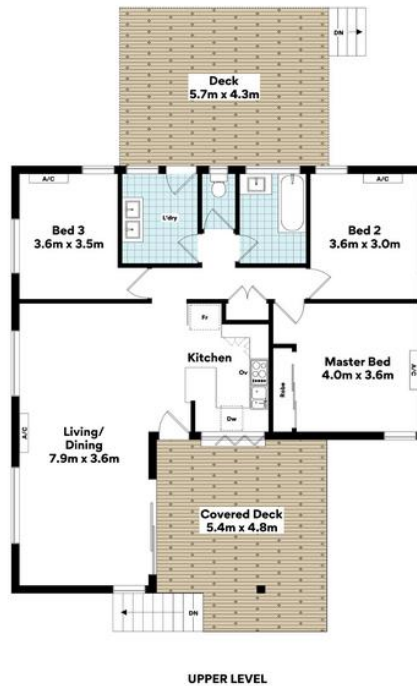 DN
Deck
5.7m x 4.3m
A/C
A/C
Bed 3
3.6m x 3.5m
L'dry
Bed 2
3.6m x 3.0m
Fr
Kitchen
Ov
Dw
Robe
Master Bed
4.0m x 3.6m
A/C
A/C
Living/
Dining
7.9m x 3.6m
Covered Deck
5.4m x 4.8m
DN
UPPER LEVEL